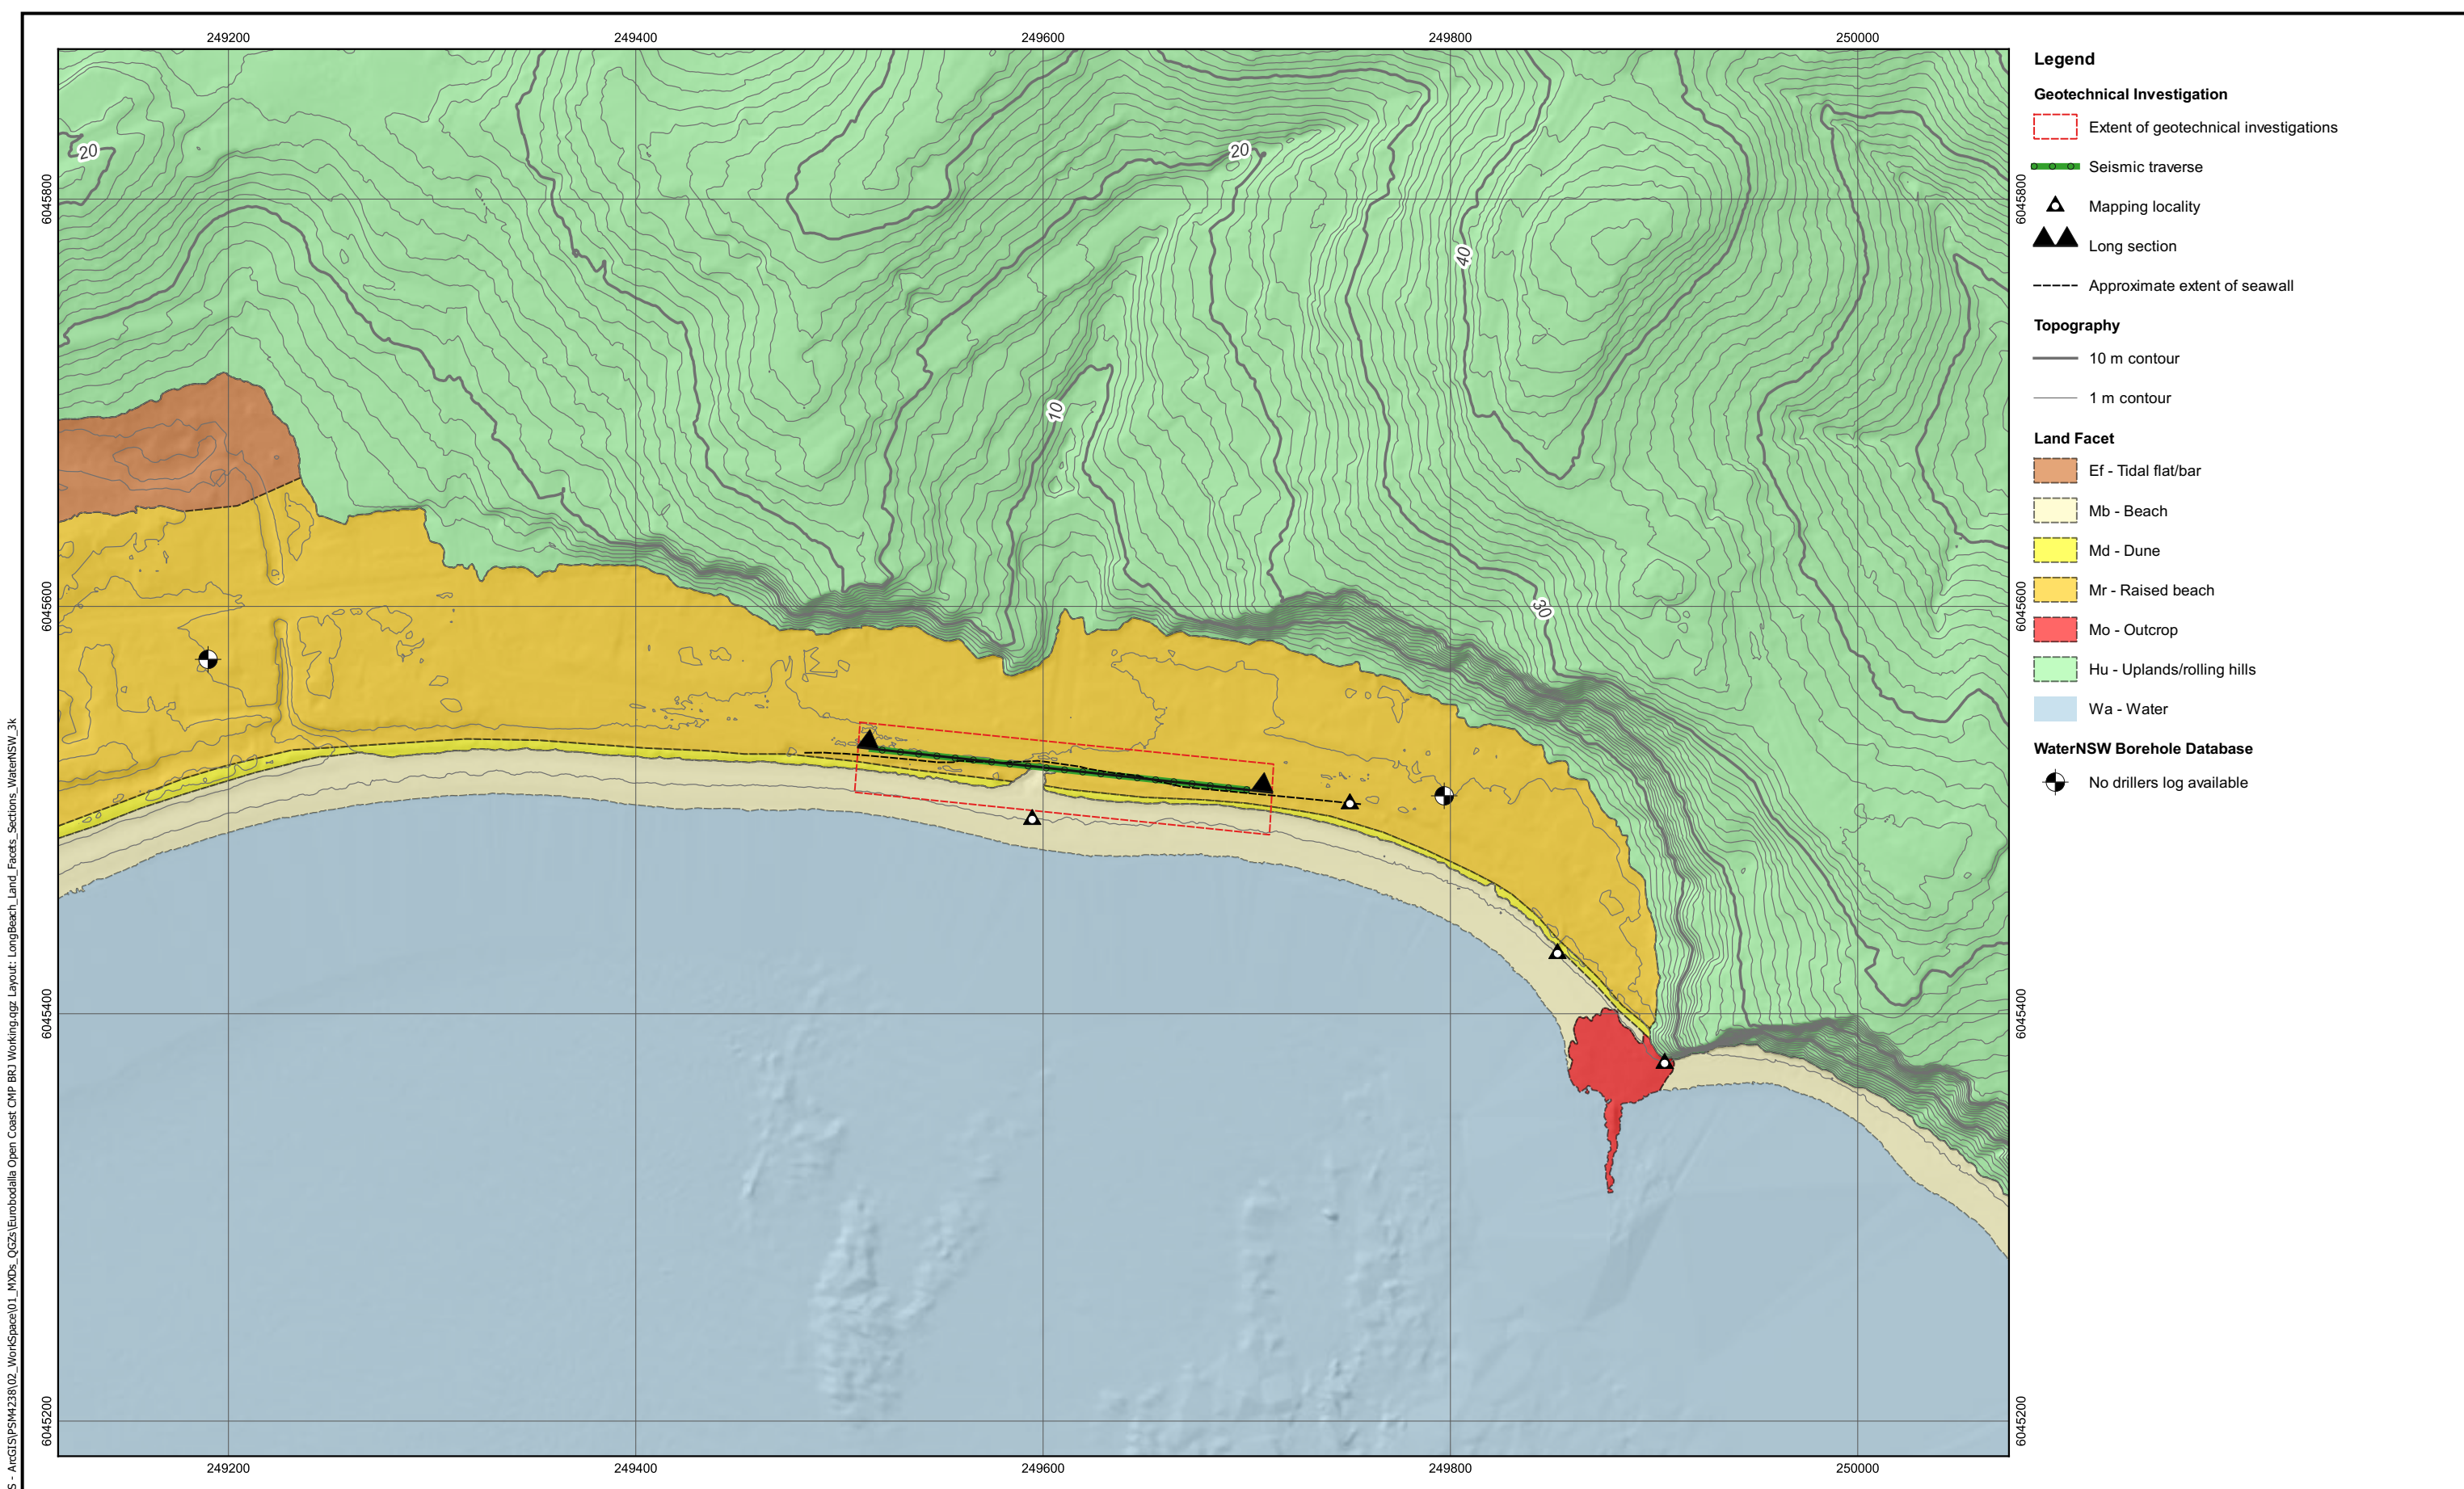 249200 249400 249600 249800 250000
Legend
Geotechnical Investigation
Extent of geotechnical investigations
Seismic traverse
Mapping locality
Long section
Approximate extent of seawall
Topography
10 m contour
1 m contour
Land Facet
Ef - Tidal flat/bar
Mb - Beach
Md - Dune
Mr - Raised beach
Mo - Outcrop
Hu - Uplands/rolling hills
Wa - Water
WaterNSW Borehole Database
No drillers log available
20
20
40
10
30
6045800
6045600
6045400
6045200
6045800
6045600
6045400
6045200
249200 249400 249600 249800 250000
S - ArcGIS\PSM4238\02_WorkSpace\01_MXDs_QGZs\Eurobodalla Open Coast CMP BRJ Working.qgz Layout: LongBeach_Land_Facets_Sections_WaterNSW_3k